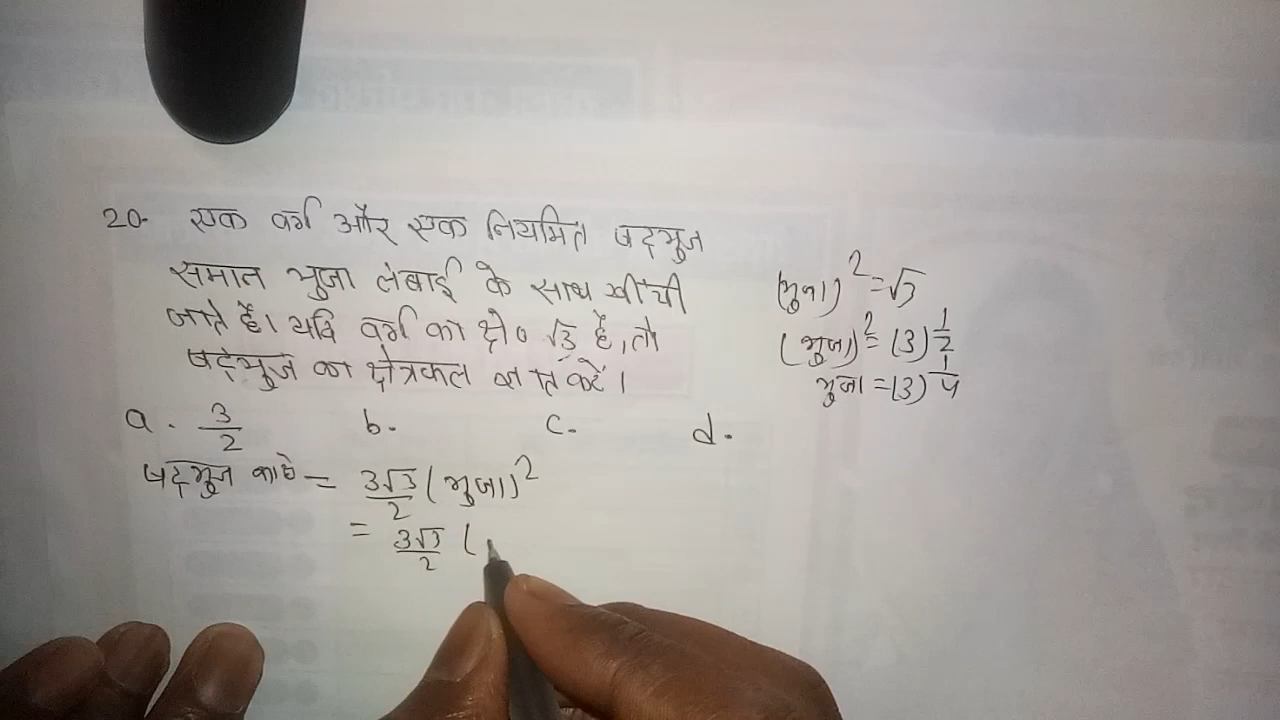 20- एक वर्ग और एक नियमित षट्भुज
समान भुजा लंबाई के साथ खींची
जाते हैं। यदि वर्ग का क्षे० √3 है, तो
षट्भुज का क्षेत्रफल ज्ञात करें।
a. 3/2 b. c. d.
षट्भुज का क्षे = 3√3/2 (भुजा)²
= 3√3/2 (
(भुजा)² = √3
(भुजा)² = (3)^1/2
भुजा = (3)^1/4